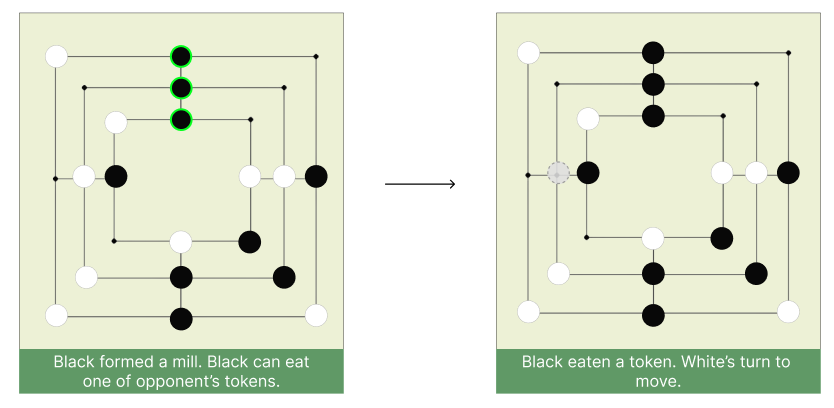 Black formed a mill. Black can eat
one of opponent's tokens.
Black eaten a token. White's turn to
move.